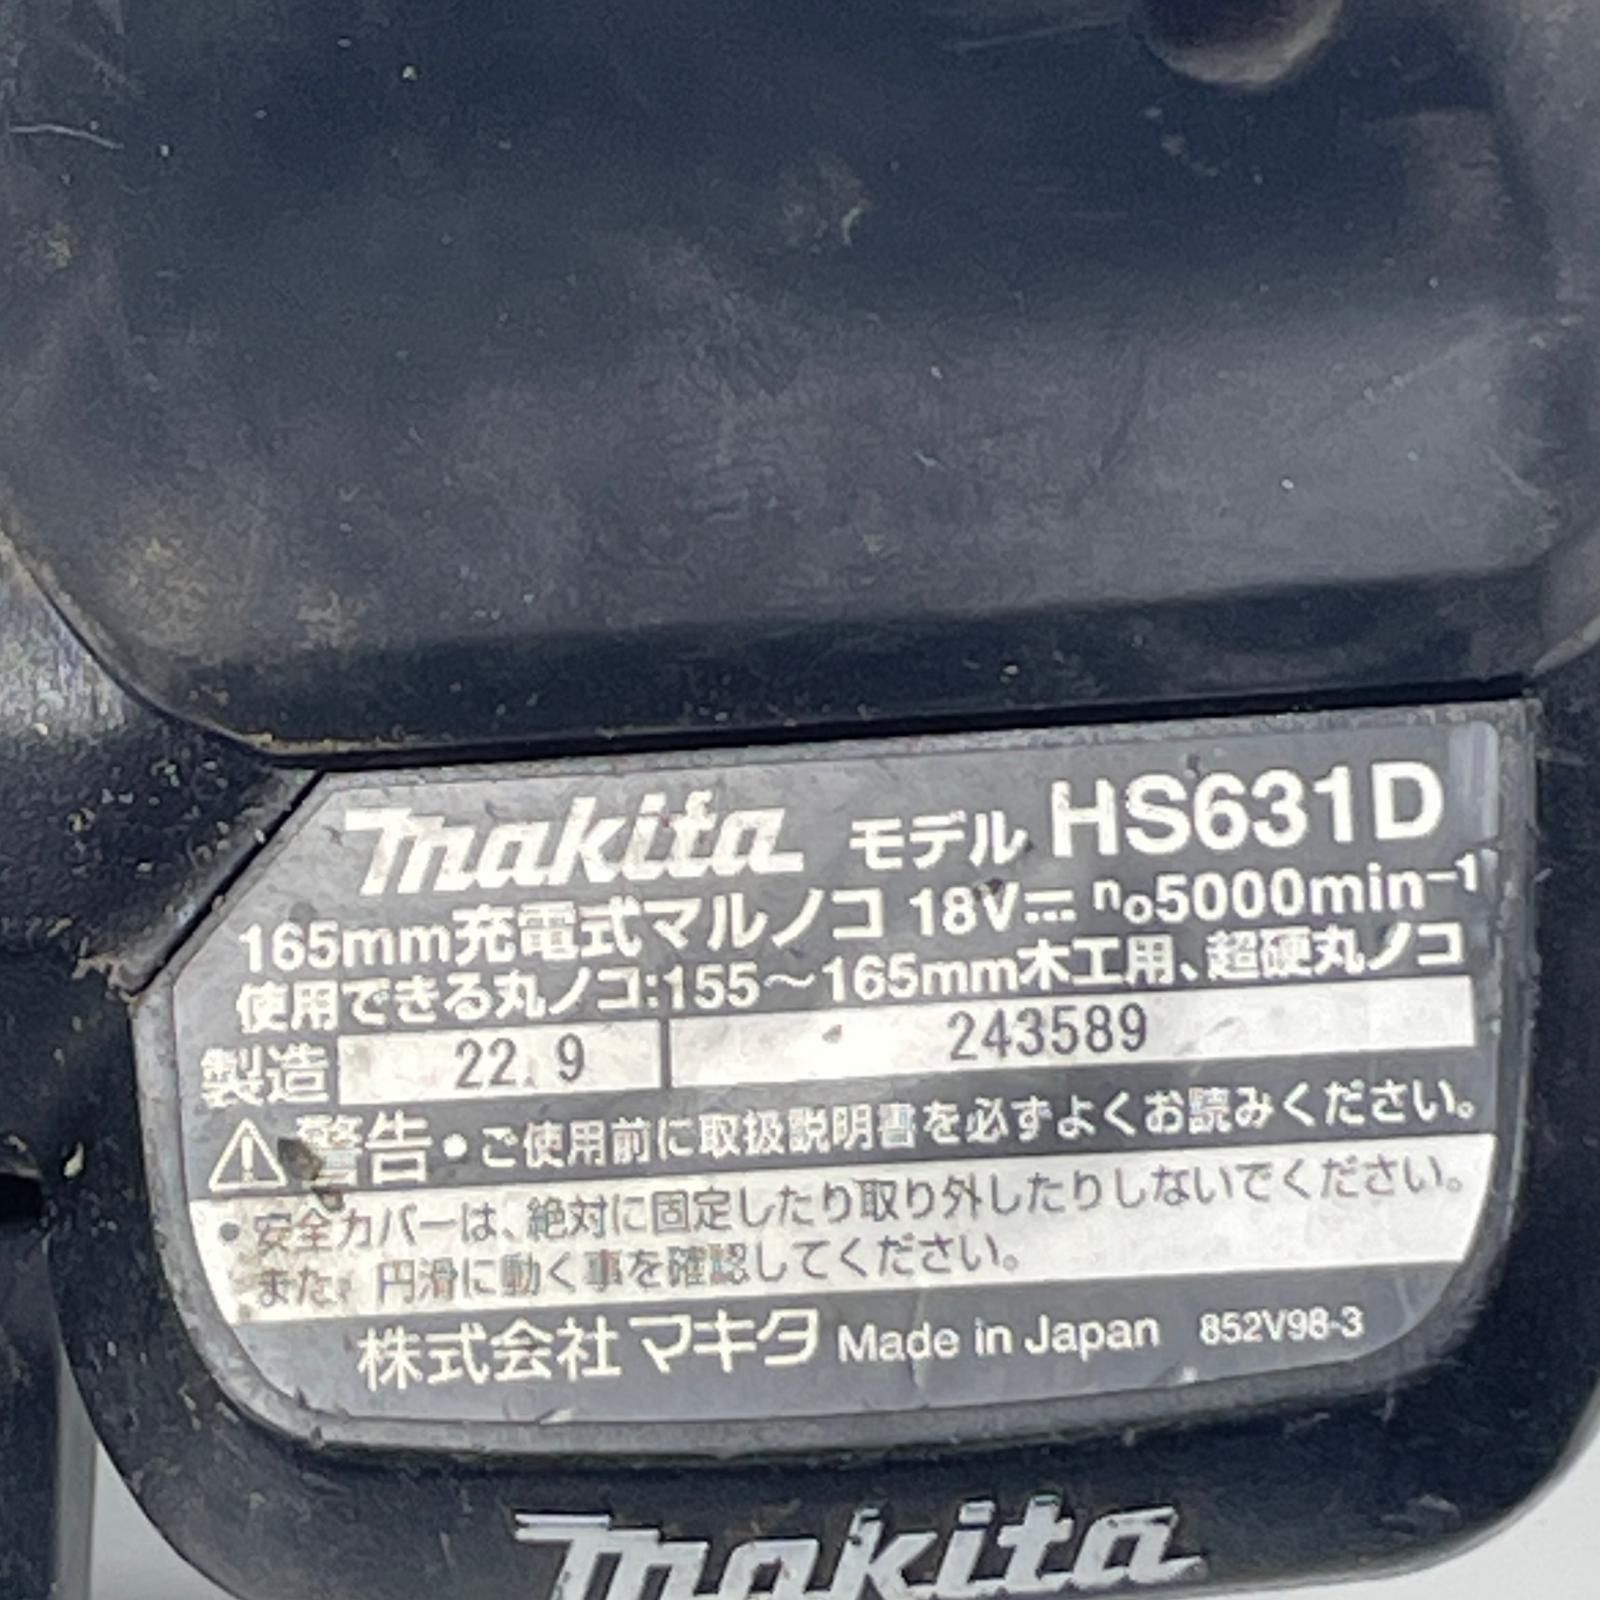 makita モデル HS631D
165mm充電式マルノコ 18V⎓ n₀5000min⁻¹
使用できる丸ノコ:155～165mm木工用、超硬丸ノコ
製造 22. 9 243589
⚠警告 •ご使用前に取扱説明書を必ずよくお読みください。
•安全カバーは、絶対に固定したり取り外したりしないでください。
また、円滑に動く事を確認してください。
株式会社マキタ Made in Japan 852V98-3
makita